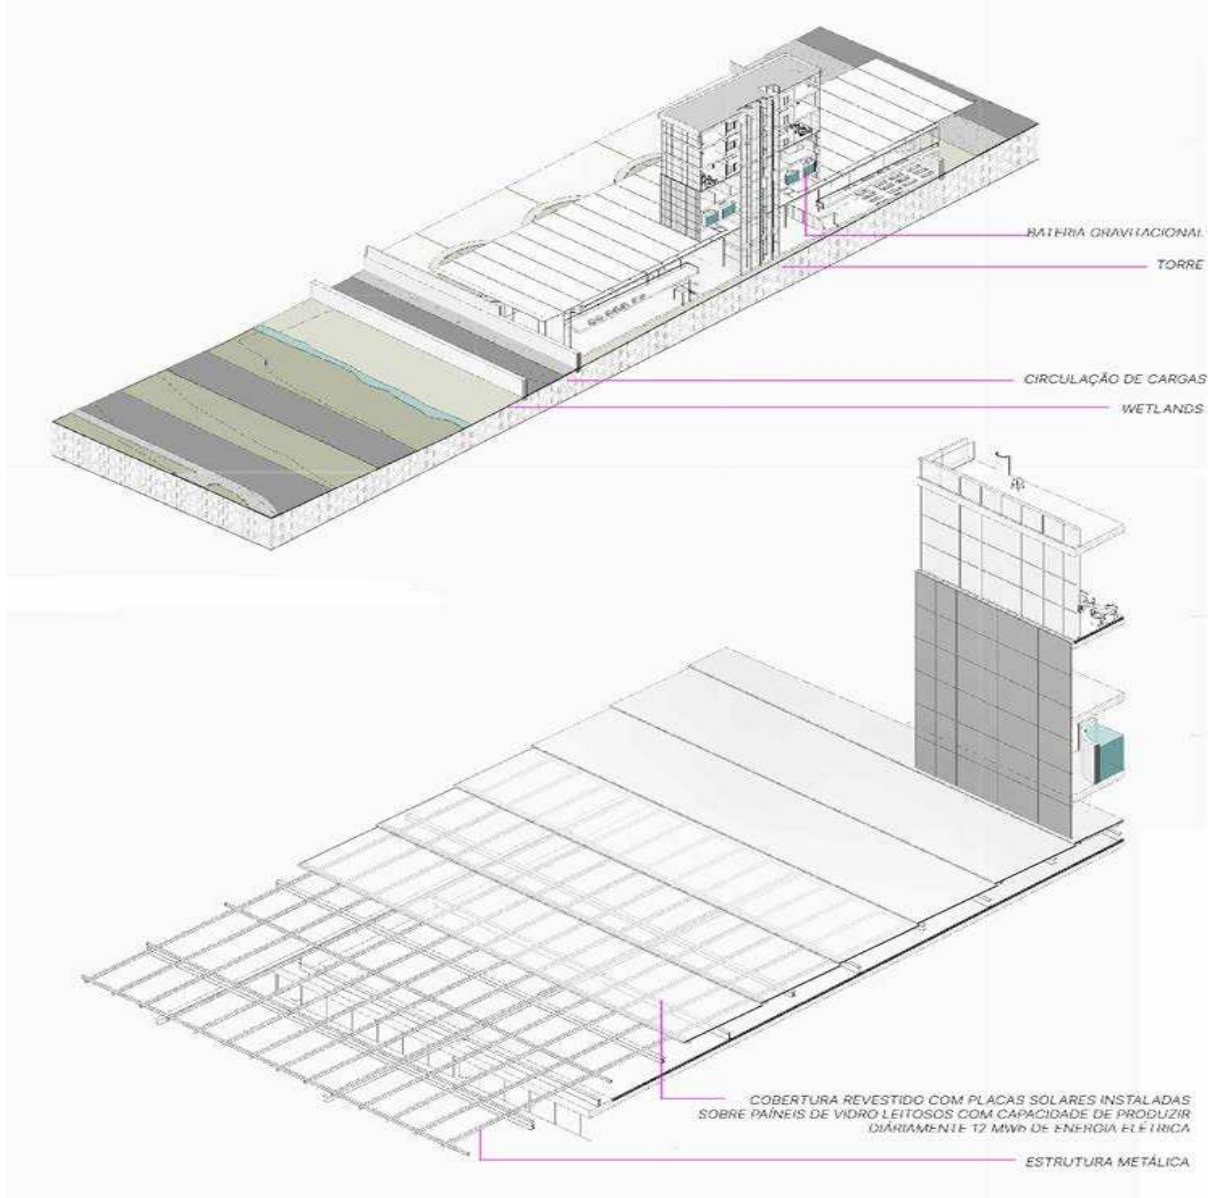 BATERIA GRAVITACIONAL
TORRE
CIRCULAÇÃO DE CARGAS
WETLANDS
COBERTURA REVESTIDO COM PLACAS SOLARES INSTALADAS
SOBRE PAÍNEIS DE VIDRO LEITOSOS COM CAPACIDADE DE PRODUZIR
DIÁRIAMENTE 12 MWh DE ENERGIA ELÉTRICA
ESTRUTURA METÁLICA